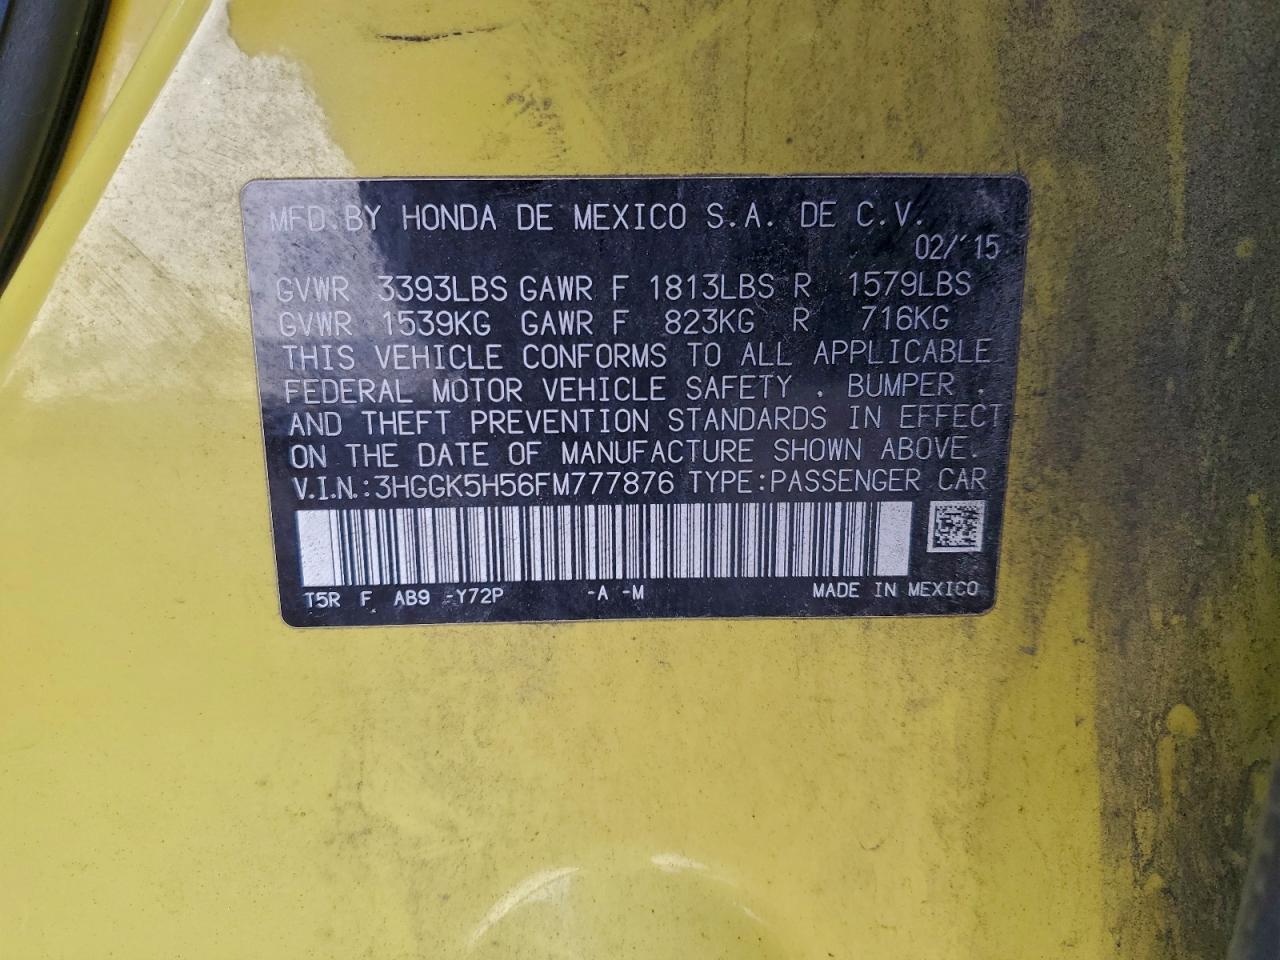 MFD.BY HONDA DE MEXICO S.A. DE C.V.
02/'15
GVWR 3393LBS GAWR F 1813LBS R 1579LBS
GVWR 1539KG GAWR F 823KG R 716KG
THIS VEHICLE CONFORMS TO ALL APPLICABLE
FEDERAL MOTOR VEHICLE SAFETY , BUMPER ,
AND THEFT PREVENTION STANDARDS IN EFFECT
ON THE DATE OF MANUFACTURE SHOWN ABOVE.
V.I.N.:3HGGK5H56FM777876 TYPE:PASSENGER CAR
T5R F AB9 -Y72P -A -M MADE IN MEXICO